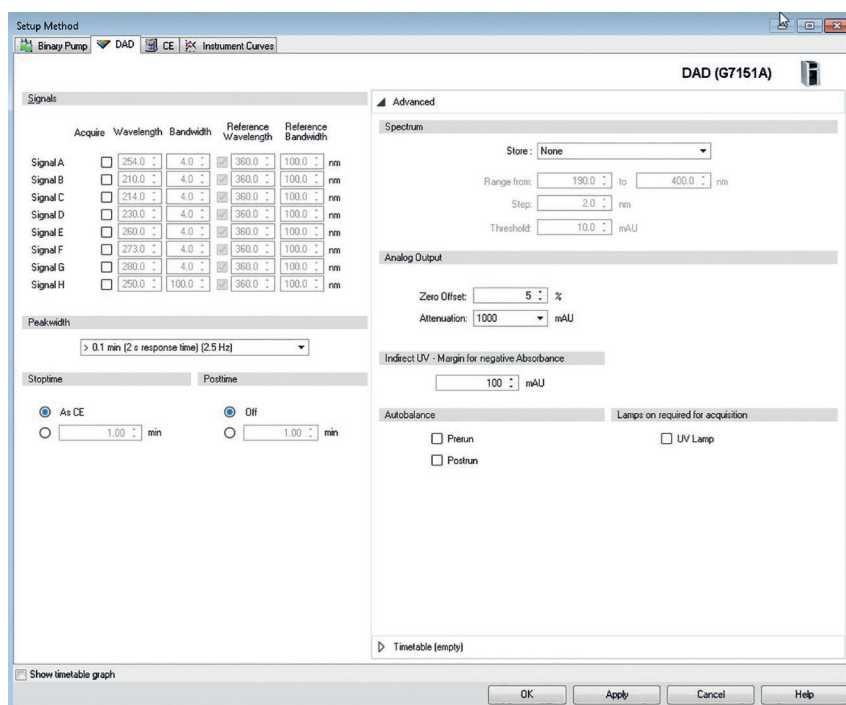 Setup Method
Binary Pump DAD CE Instrument Curves
DAD (G7151A)
Signals
Acquire Wavelength Bandwidth Reference Wavelength Reference Bandwidth
Signal A 254.0 4.0 360.0 100.0 nm
Signal B 210.0 4.0 360.0 100.0 nm
Signal C 214.0 4.0 360.0 100.0 nm
Signal D 230.0 4.0 360.0 100.0 nm
Signal E 260.0 4.0 360.0 100.0 nm
Signal F 273.0 4.0 360.0 100.0 nm
Signal G 280.0 4.0 360.0 100.0 nm
Signal H 250.0 100.0 360.0 100.0 nm
Peakwidth
> 0.1 min (2 s response time) (2.5 Hz)
Stoptime Posttime
As CE Off
1.00 min 1.00 min
Advanced
Spectrum
Store: None
Range from: 190.0 to 400.0 nm
Step: 2.0 nm
Threshold: 10.0 mAU
Analog Output
Zero Offset: 5 %
Attenuation: 1000 mAU
Indirect UV - Margin for negative Absorbance
100 mAU
Autobalance Lamps on required for acquisition
Prerun UV Lamp
Postrun
Timetable (empty)
Show timetable graph
OK Apply Cancel Help